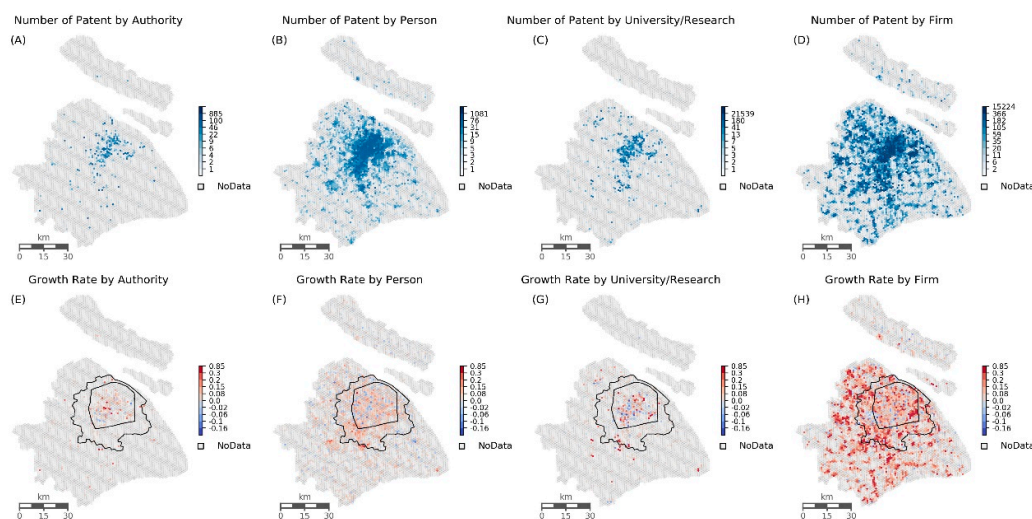 Number of Patent by Authority
Number of Patent by Person
Number of Patent by University/Research
Number of Patent by Firm
(A)
(B)
(C)
(D)
885
100
46
22
9
6
4
2
1
NoData
1081
76
31
15
9
5
3
2
1
NoData
21539
180
41
13
7
4
2
1
NoData
15224
366
182
105
59
35
20
11
2
NoData
km
0 15 30
km
0 15 30
km
0 15 30
km
0 15 30
Growth Rate by Authority
Growth Rate by Person
Growth Rate by University/Research
Growth Rate by Firm
(E)
(F)
(G)
(H)
0.85
0.3
0.2
0.15
0.08
0.0
-0.02
-0.06
-0.1
-0.16
NoData
0.85
0.3
0.2
0.15
0.08
0.0
-0.02
-0.06
-0.1
-0.16
NoData
0.85
0.3
0.2
0.15
0.08
0.0
-0.02
-0.06
-0.1
-0.16
NoData
0.85
0.3
0.2
0.15
0.08
0.0
-0.02
-0.06
-0.1
-0.16
NoData
km
0 15 30
km
0 15 30
km
0 15 30
km
0 15 30